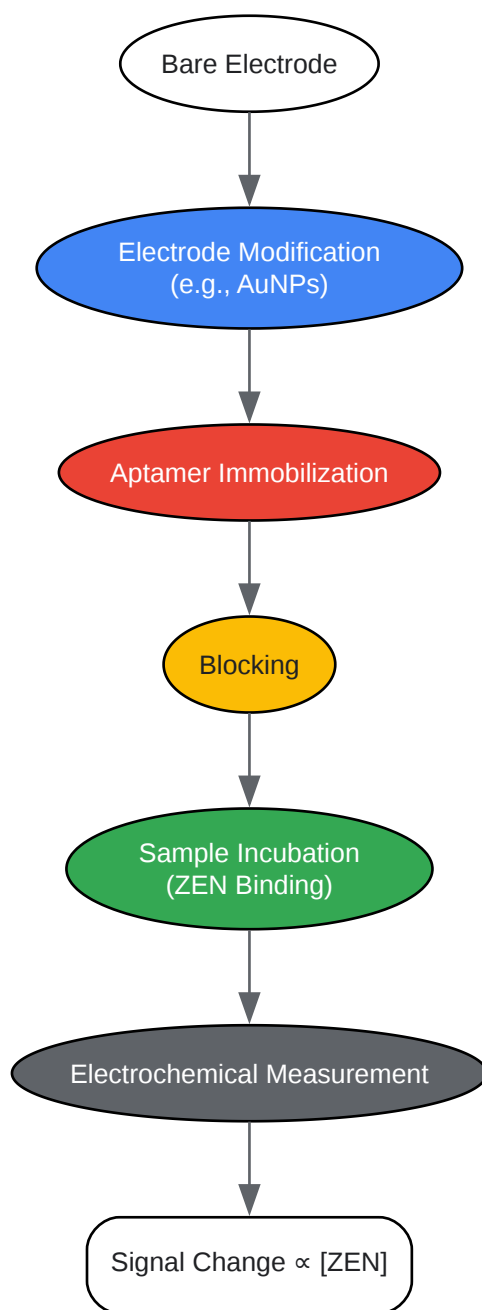 Bare Electrode
Electrode Modification
(e.g., AuNPs)
Aptamer Immobilization
Blocking
Sample Incubation
(ZEN Binding)
Electrochemical Measurement
Signal Change ∝ [ZEN]